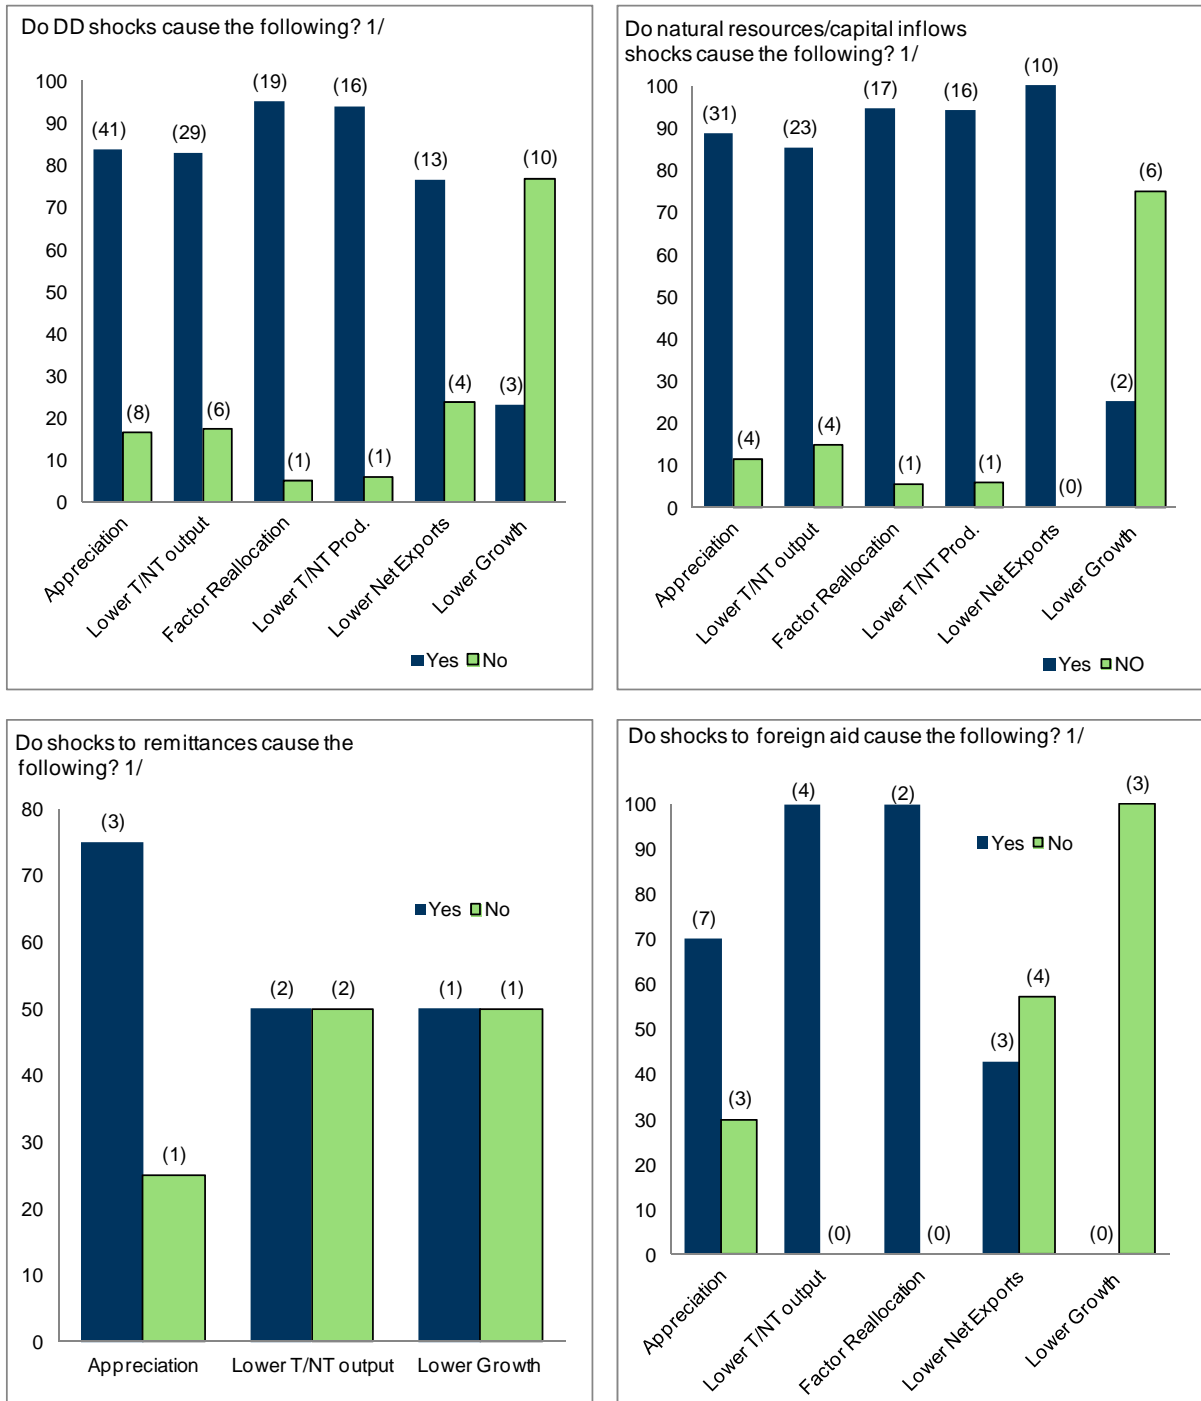 Do DD shocks cause the following? 1/
100
90
80
70
60
50
40
30
20
10
0
(41)
(8)
(29)
(6)
(19)
(1)
(16)
(1)
(13)
(4)
(3)
(10)
Appreciation
Lower T/NT output
Factor Reallocation
Lower T/NT Prod.
Lower Net Exports
Lower Growth
Yes No
Do natural resources/capital inflows
shocks cause the following? 1/
100
90
80
70
60
50
40
30
20
10
0
(31)
(4)
(23)
(4)
(17)
(1)
(16)
(1)
(10)
(0)
(2)
(6)
Appreciation
Lower T/NT output
Factor Reallocation
Lower T/NT Prod.
Lower Net Exports
Lower Growth
Yes NO
Do shocks to remittances cause the
following? 1/
80
70
60
50
40
30
20
10
0
(3)
(1)
(2)
(2)
(1)
(1)
Yes No
Appreciation
Lower T/NT output
Lower Growth
Do shocks to foreign aid cause the following? 1/
100
90
80
70
60
50
40
30
20
10
0
(7)
(3)
(4)
(0)
(2)
(0)
(3)
(4)
(0)
(3)
Yes No
Appreciation
Lower T/NT output
Factor Reallocation
Lower Net Exports
Lower Growth